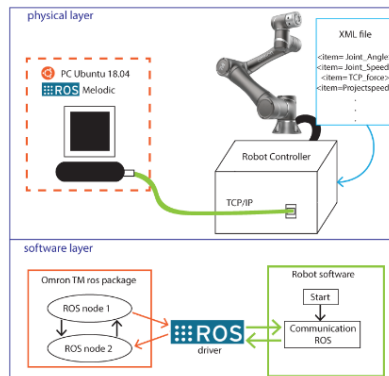 physical layer
XML file
<item= Joint_Angle
<item= Joint_Speed
<item= TCP_force>
<item=Projectspeed
.
.
.
PC Ubuntu 18.04
ROS Melodic
Robot Controller
TCP/IP
software layer
Omron TM ros package
ROS node 1
ROS node 2
ROS
driver
Robot software
Start
Communication
ROS